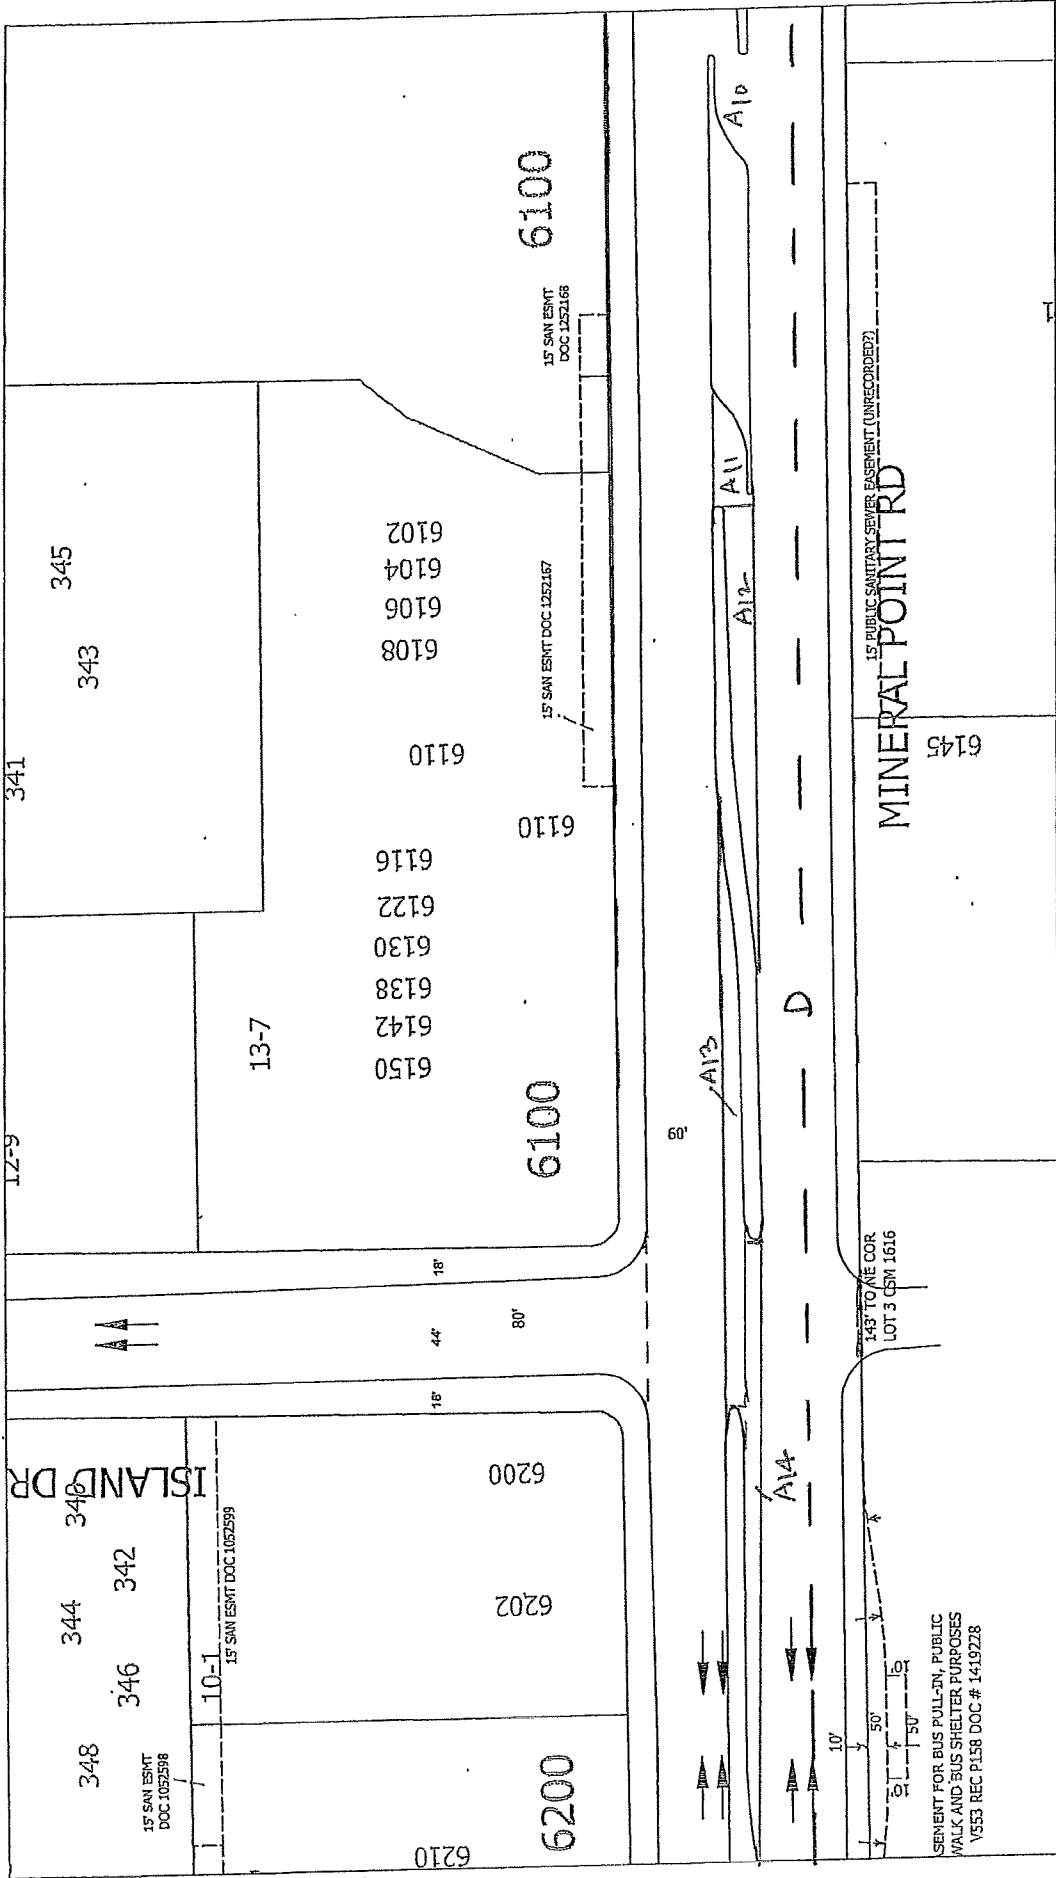 6100
A10
15' SAN ESMT
DOC 1252168
15' PUBLIC SANITARY SEWER EASEMENT (UNRECORDED?)
MINERAL POINT RD
345
343
341
6102
6104
6106
6108
6110
6110
15' SAN ESMT DOC 1252167
A11
A12
6145
6116
6122
6130
6138
6142
6150
13-7
12-9
6100
A13
D
60'
18'
44'
80'
18'
143' TO NE COR
LOT 3 CSM 1616
ISLAND DR
342
344
346
348
10-1
15' SAN ESMT DOC 1052599
15' SAN ESMT
DOC 1052598
6200
6202
6210
6200
A14
10'
50'
10'
50'
10'
SEMENT FOR BUS PULL-IN, PUBLIC
WALK AND BUS SHELTER PURPOSES
V553 REC P158 DOC # 1419228